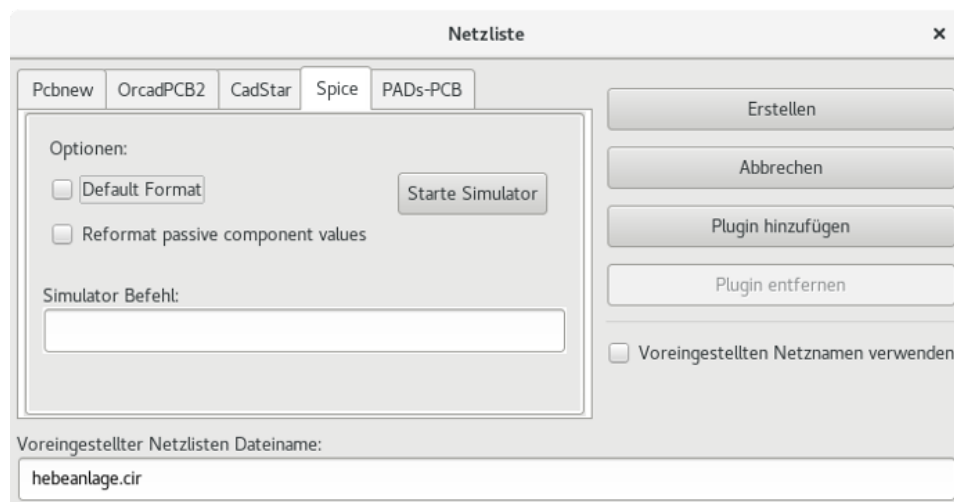 Netzliste
Pcbnew OrcadPCB2 CadStar Spice PADs-PCB
Erstellen
Optionen:
Abbrechen
Default Format
Starte Simulator
Plugin hinzufügen
Reformat passive component values
Plugin entfernen
Simulator Befehl:
Voreingestellten Netznamen verwenden
Voreingestellter Netzlisten Dateiname:
hebeanlage.cir